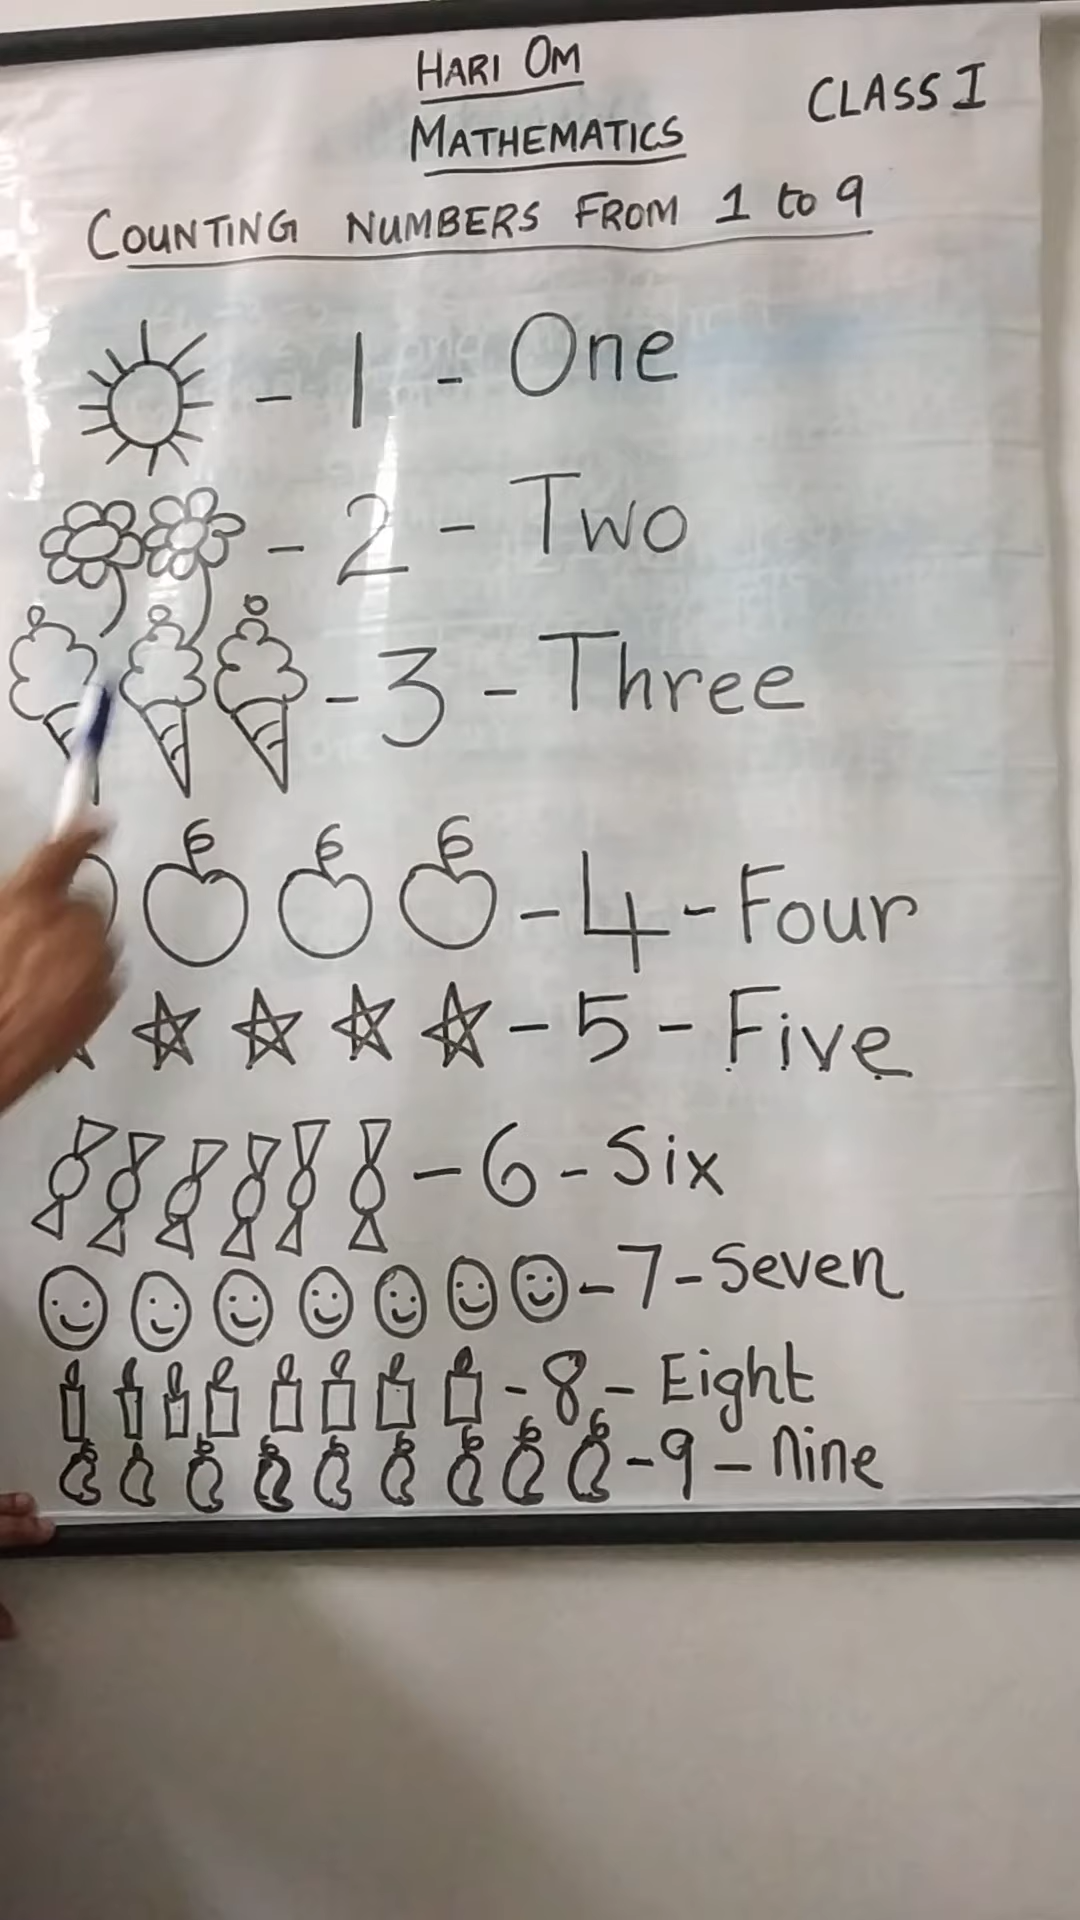 HARI OM
CLASS I
MATHEMATICS
COUNTING NUMBERS FROM 1 to 9
- 1 - One
- 2 - Two
- 3 - Three
- 4 - Four
- 5 - Five
- 6 - Six
- 7 - Seven
- 8 - Eight
- 9 - Nine